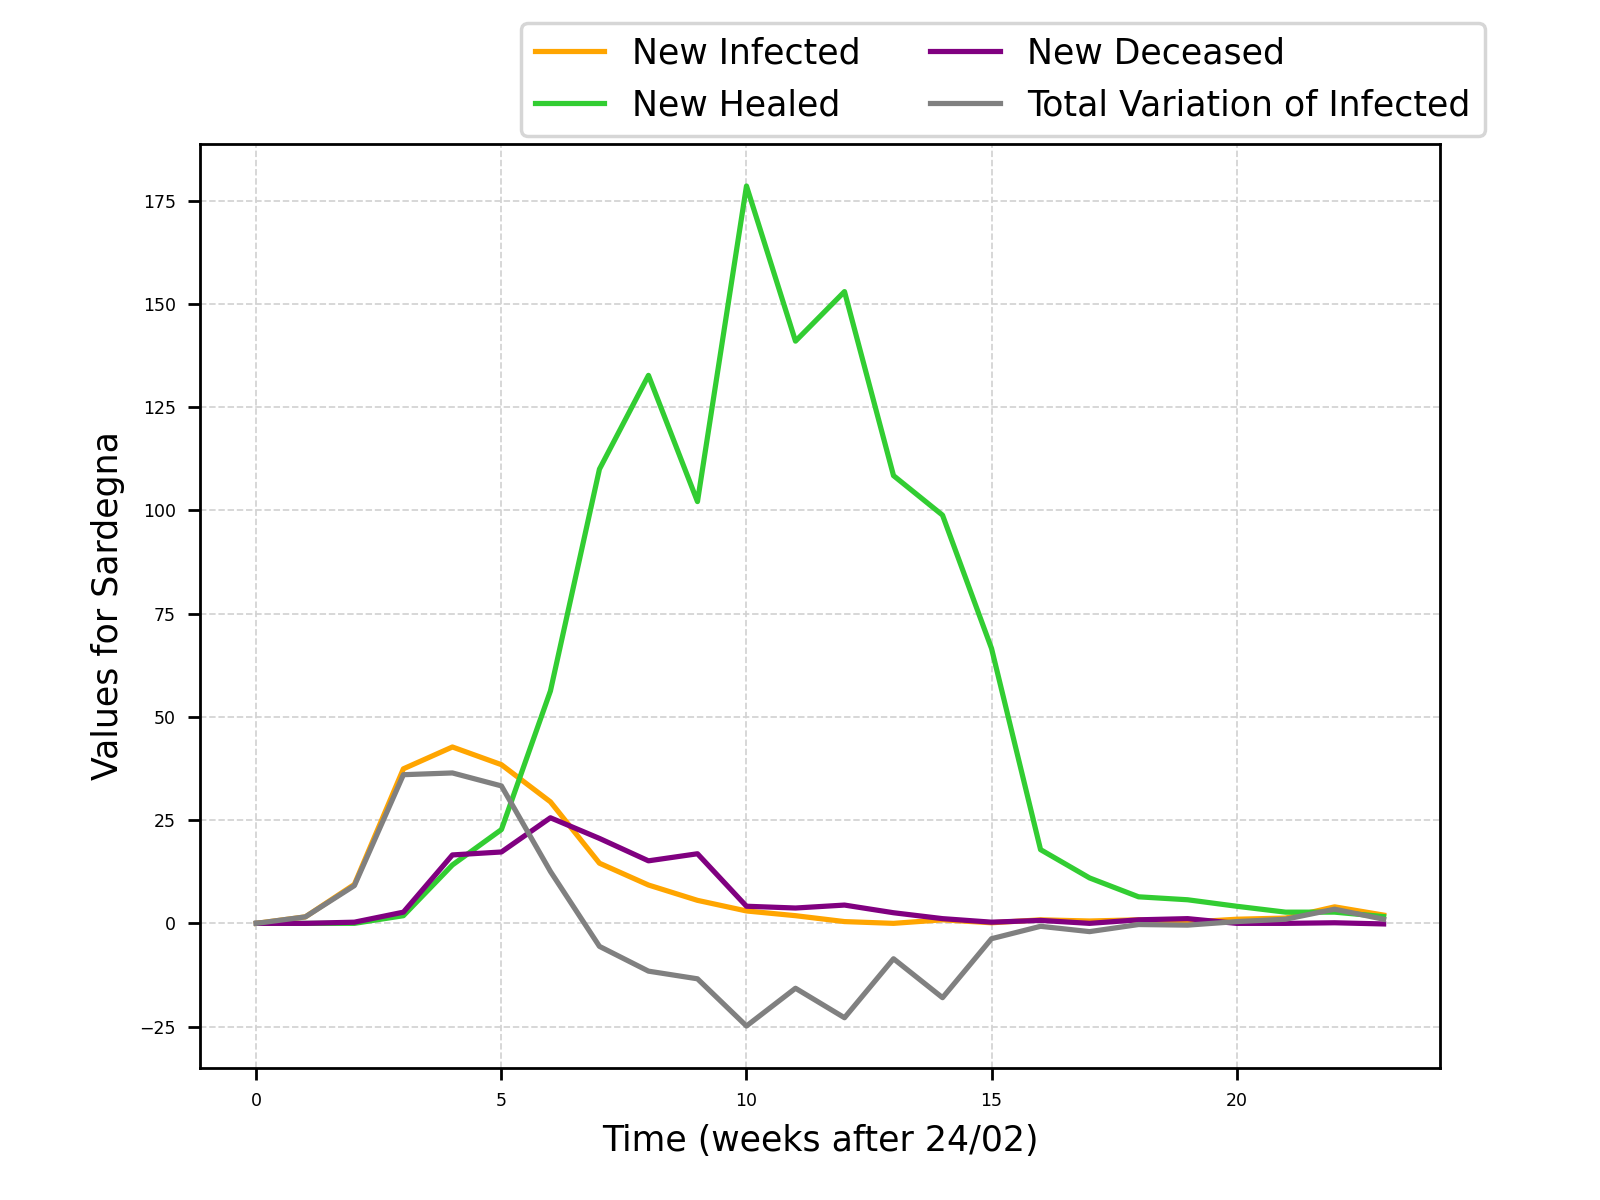 New Infected
New Healed
New Deceased
Total Variation of Infected
175
150
125
100
75
50
25
0
−25
Values for Sardegna
0 5 10 15 20
Time (weeks after 24/02)